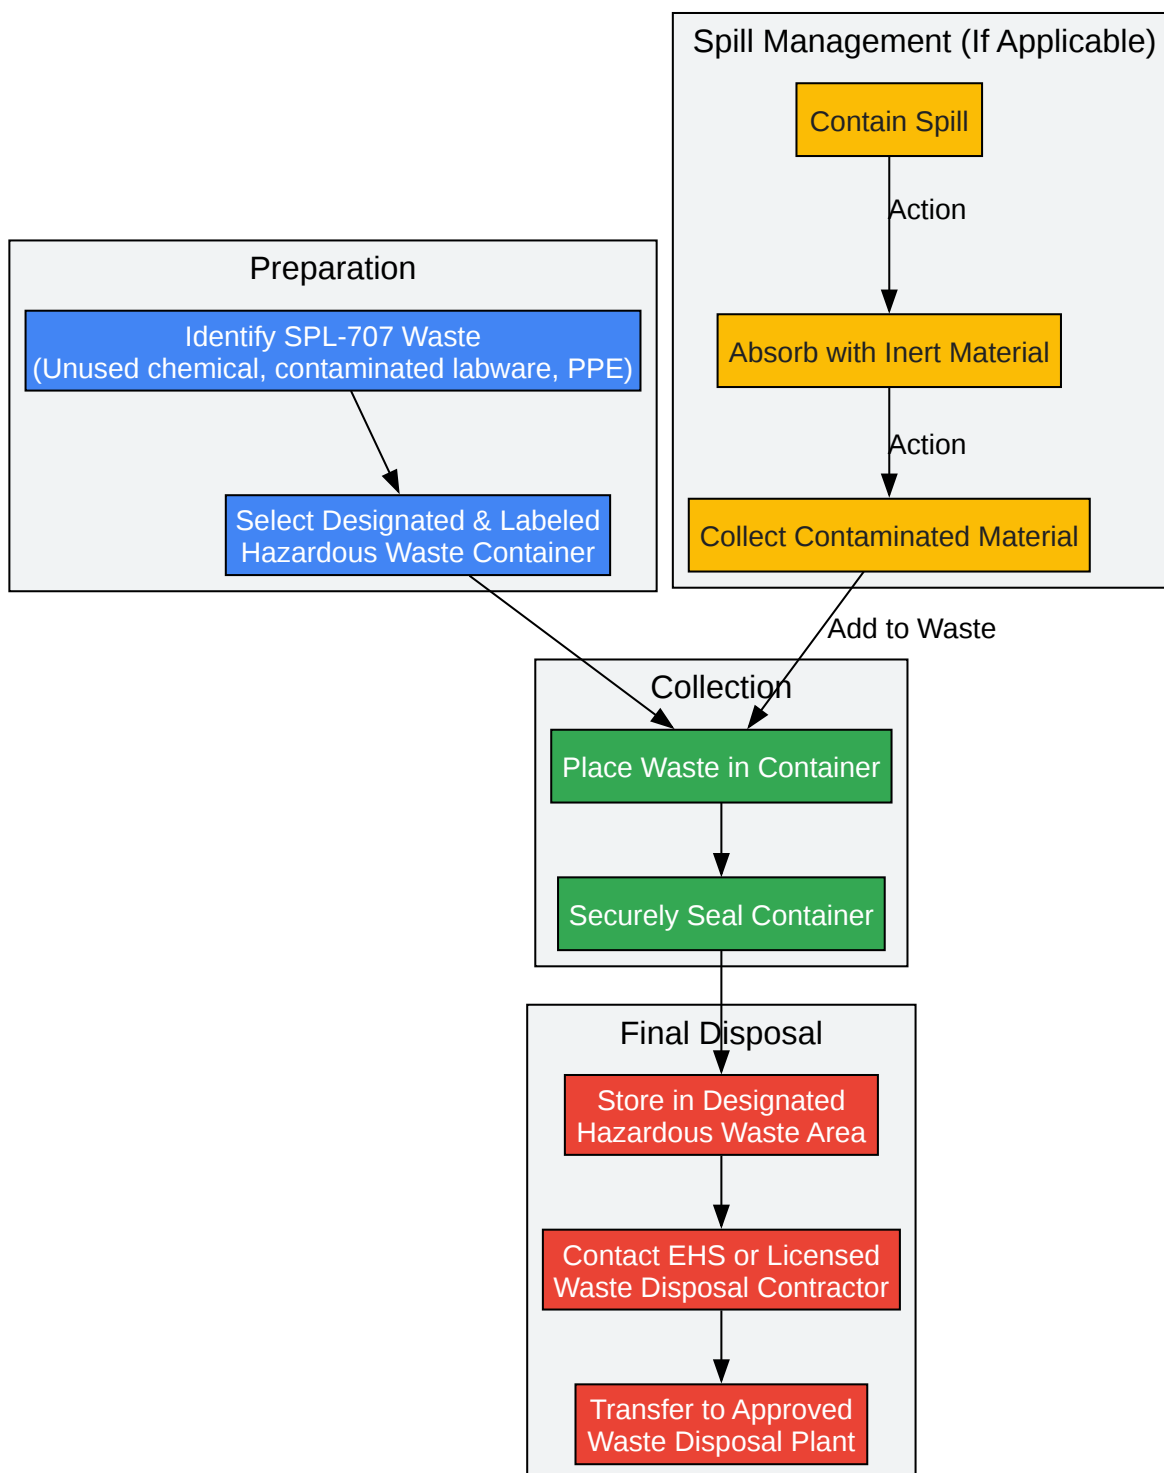 Spill Management (If Applicable)
Contain Spill
Action
Absorb with Inert Material
Action
Collect Contaminated Material
Add to Waste
Preparation
Identify SPL-707 Waste
(Unused chemical, contaminated labware, PPE)
Select Designated & Labeled
Hazardous Waste Container
Collection
Place Waste in Container
Securely Seal Container
Final Disposal
Store in Designated
Hazardous Waste Area
Contact EHS or Licensed
Waste Disposal Contractor
Transfer to Approved
Waste Disposal Plant